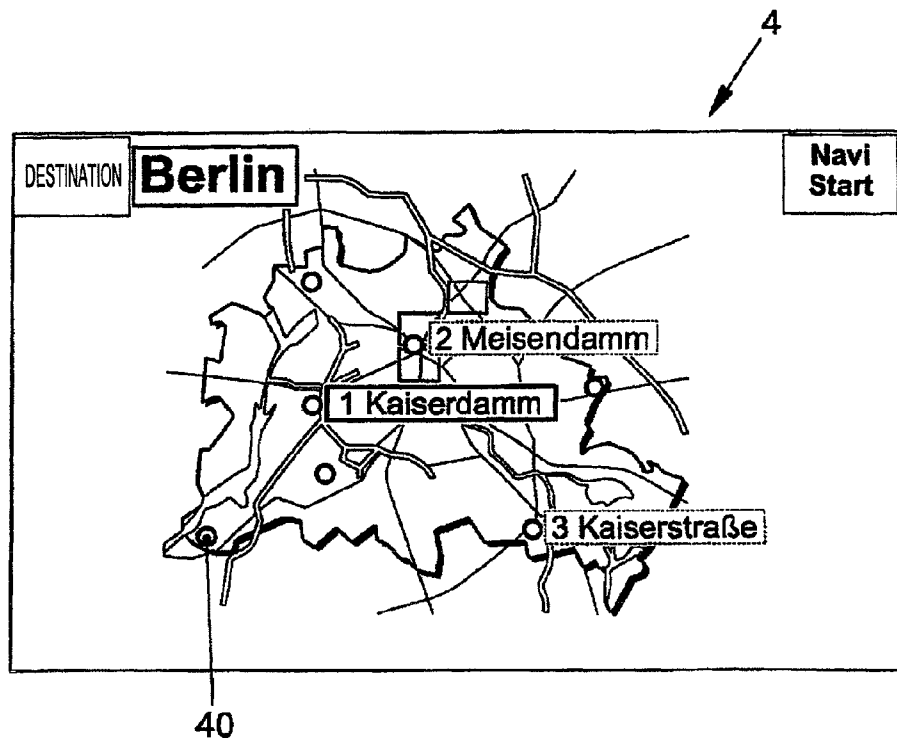 4
DESTINATION Berlin
Navi
Start
2 Meisendamm
1 Kaiserdamm
3 Kaiserstraße
40